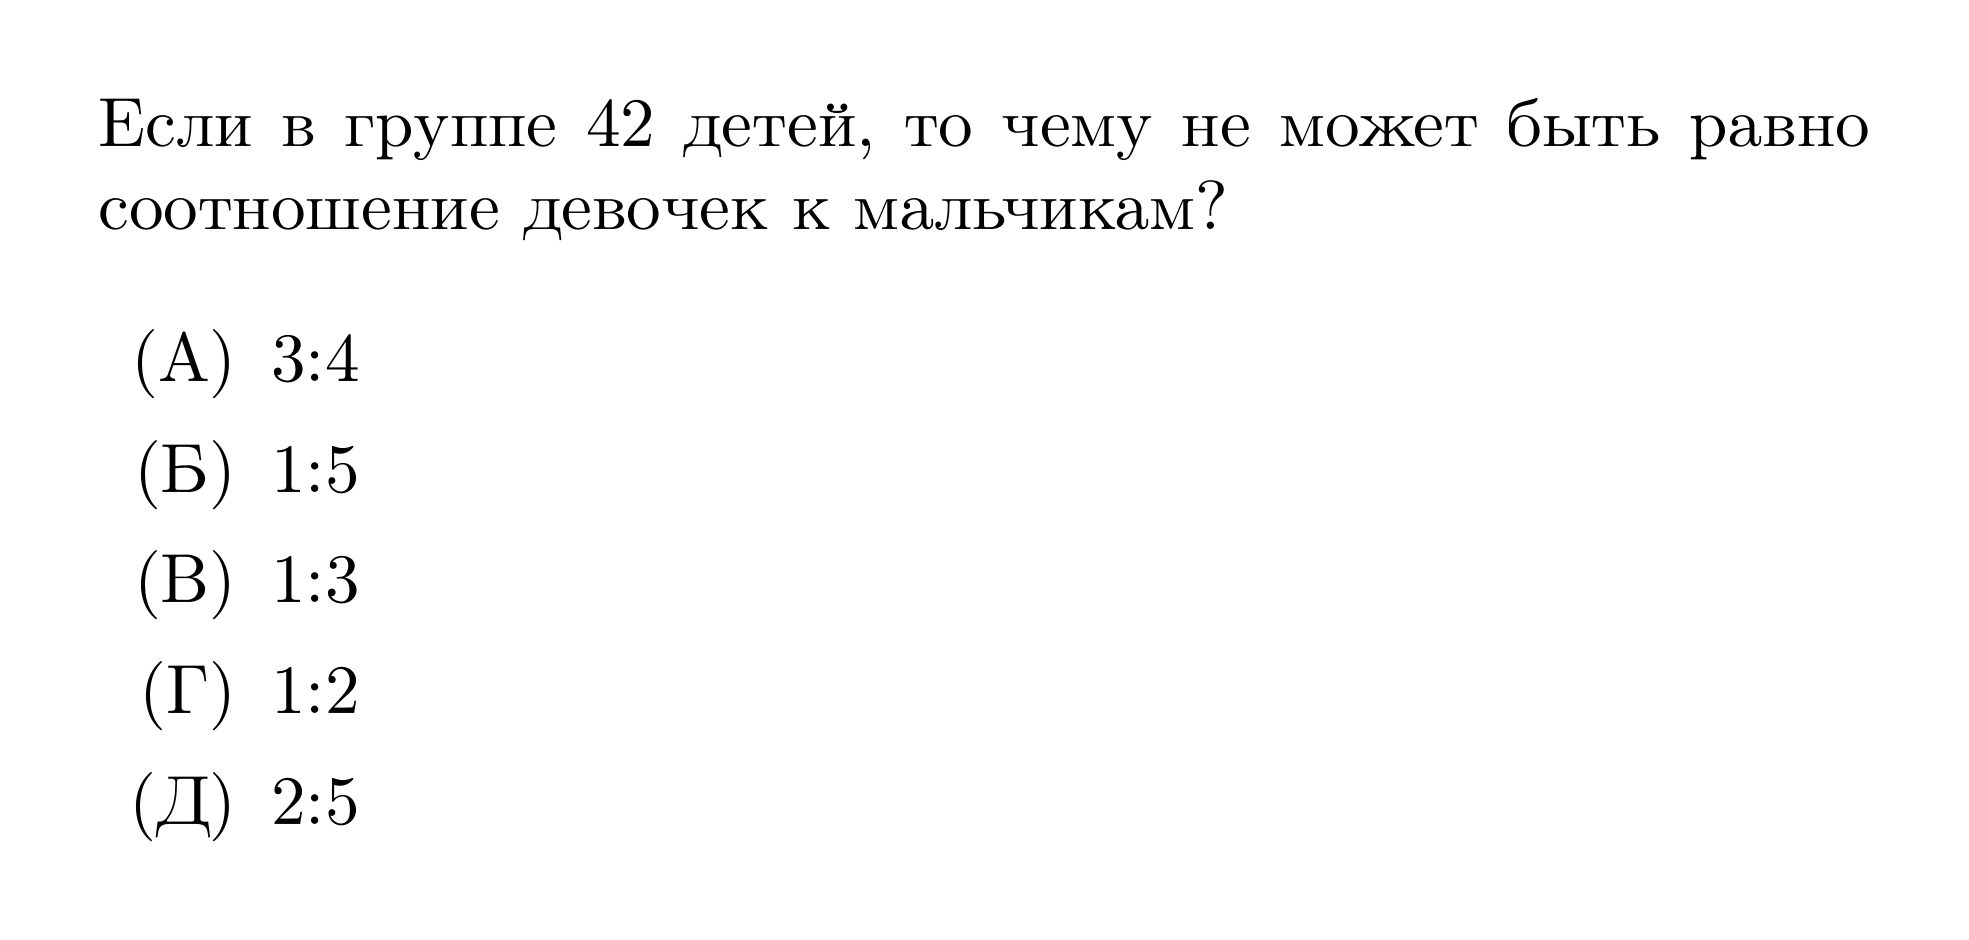 Если в группе 42 детей, то чему не может быть равно
соотношение девочек к мальчикам?
(А) 3:4
(Б) 1:5
(В) 1:3
(Г) 1:2
(Д) 2:5